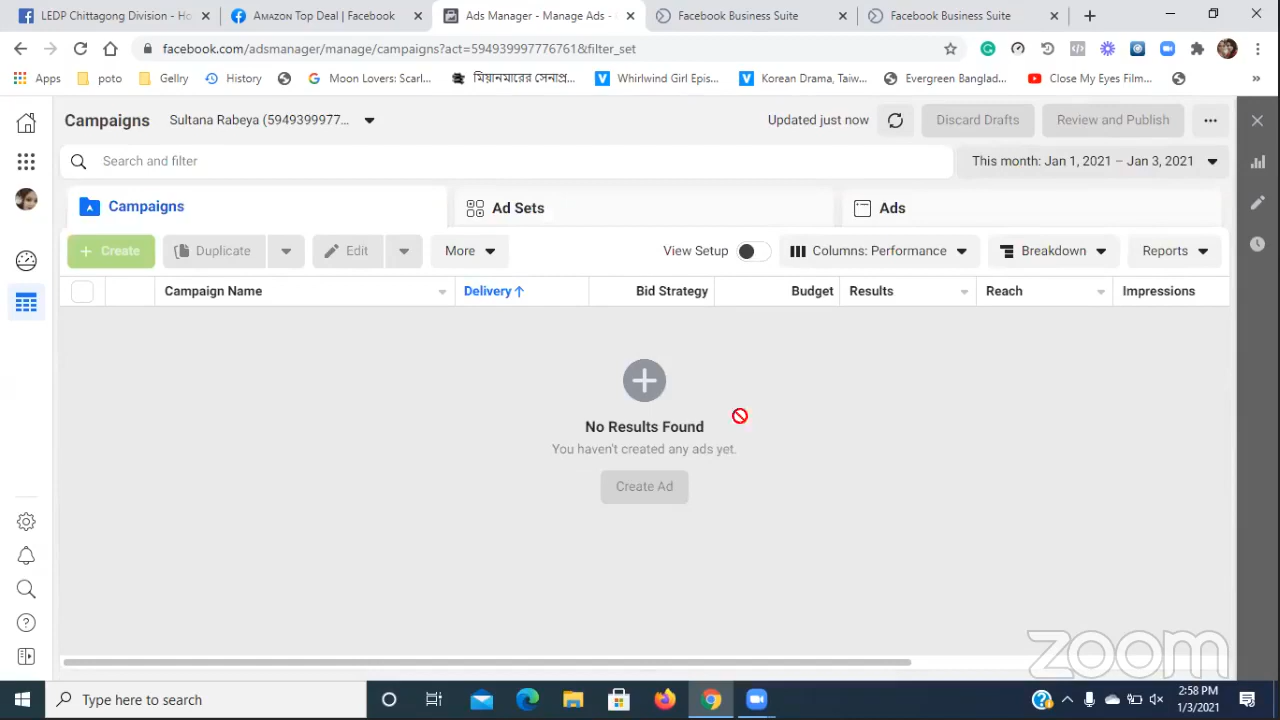 LEDP Chittagong Division - Ho
Amazon Top Deal | Facebook
Ads Manager - Manage Ads -
Facebook Business Suite
Facebook Business Suite
facebook.com/adsmanager/manage/campaigns?act=594939997776761&filter_set
Apps
poto
Gellry
History
Moon Lovers: Scarl...
মিয়ানমারের সেনাপ্র...
Whirlwind Girl Epis...
Korean Drama, Taiw...
Evergreen Banglad...
Close My Eyes Film...
»
Campaigns
Sultana Rabeya (5949399977...
Updated just now
Discard Drafts
Review and Publish
Search and filter
This month: Jan 1, 2021 – Jan 3, 2021
Campaigns
Ad Sets
Ads
+ Create
Duplicate
Edit
More
View Setup
Columns: Performance
Breakdown
Reports
Campaign Name
Delivery↑
Bid Strategy
Budget
Results
Reach
Impressions
No Results Found
You haven't created any ads yet.
Create Ad
zoom
Type here to search
2:58 PM
1/3/2021